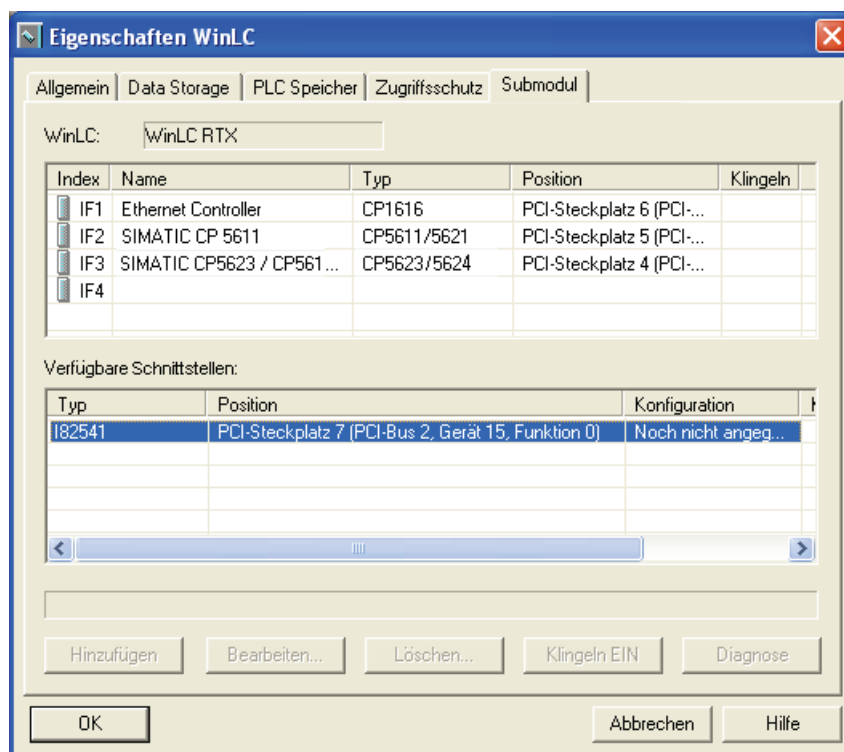 Eigenschaften WinLC
Allgemein Data Storage PLC Speicher Zugriffsschutz Submodul
WinLC: WinLC RTX
Index Name Typ Position Klingeln
IF1 Ethernet Controller CP1616 PCI-Steckplatz 6 (PCI-...
IF2 SIMATIC CP 5611 CP5611/5621 PCI-Steckplatz 5 (PCI-...
IF3 SIMATIC CP5623 / CP561... CP5623/5624 PCI-Steckplatz 4 (PCI-...
IF4
Verfügbare Schnittstellen:
Typ Position Konfiguration
I82541 PCI-Steckplatz 7 (PCI-Bus 2, Gerät 15, Funktion 0) Noch nicht angeg...
Hinzufügen Bearbeiten... Löschen... Klingeln EIN Diagnose
OK Abbrechen Hilfe